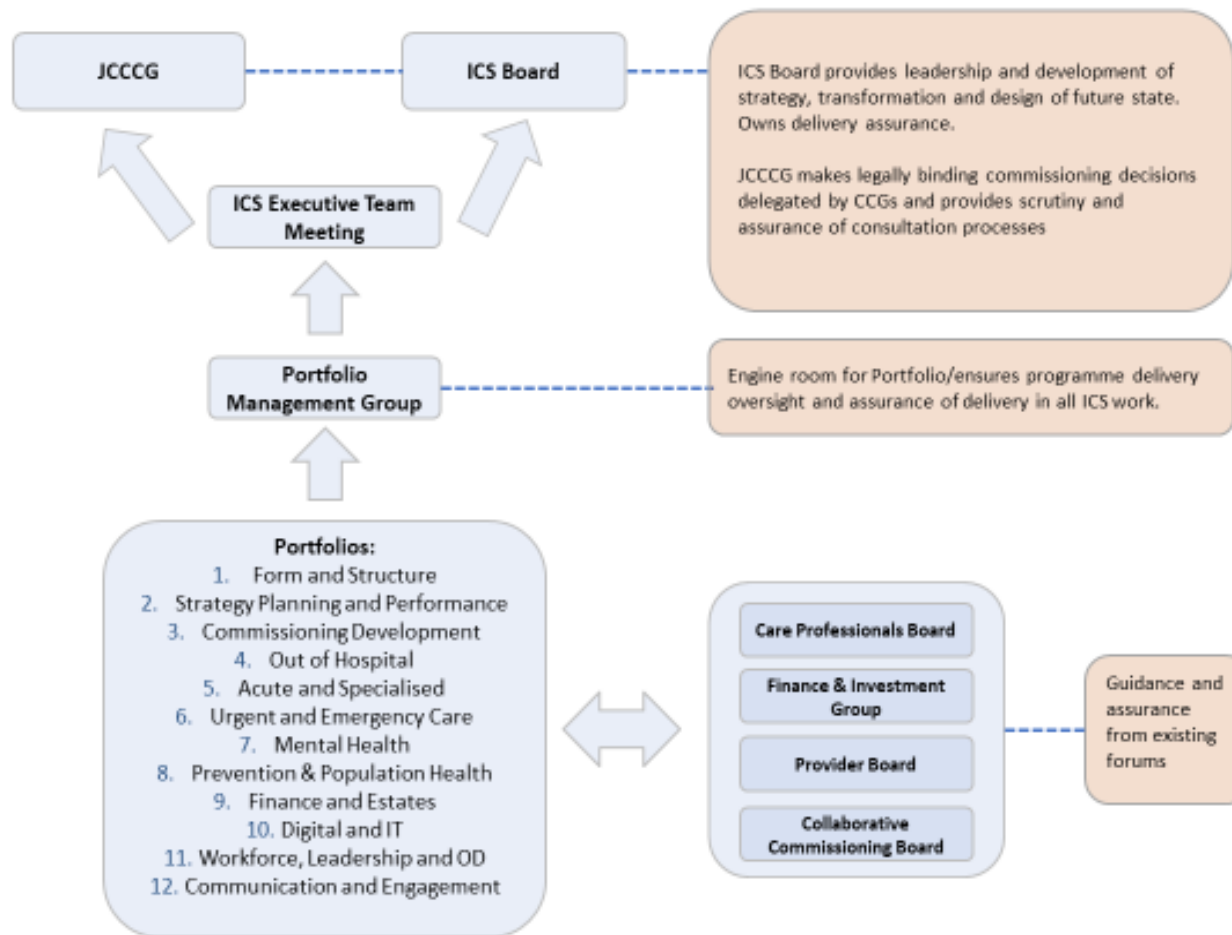 JCCCG
ICS Board
ICS Board provides leadership and development of
strategy, transformation and design of future state.
Owns delivery assurance.
JCCCG makes legally binding commissioning decisions
delegated by CCGs and provides scrutiny and
assurance of consultation processes
ICS Executive Team
Meeting
Portfolio
Management Group
Engine room for Portfolio/ensures programme delivery
oversight and assurance of delivery in all ICS work.
Portfolios:
1. Form and Structure
2. Strategy Planning and Performance
3. Commissioning Development
4. Out of Hospital
5. Acute and Specialised
6. Urgent and Emergency Care
7. Mental Health
8. Prevention & Population Health
9. Finance and Estates
10. Digital and IT
11. Workforce, Leadership and OD
12. Communication and Engagement
Care Professionals Board
Finance & Investment
Group
Provider Board
Collaborative
Commissioning Board
Guidance and
assurance
from existing
forums